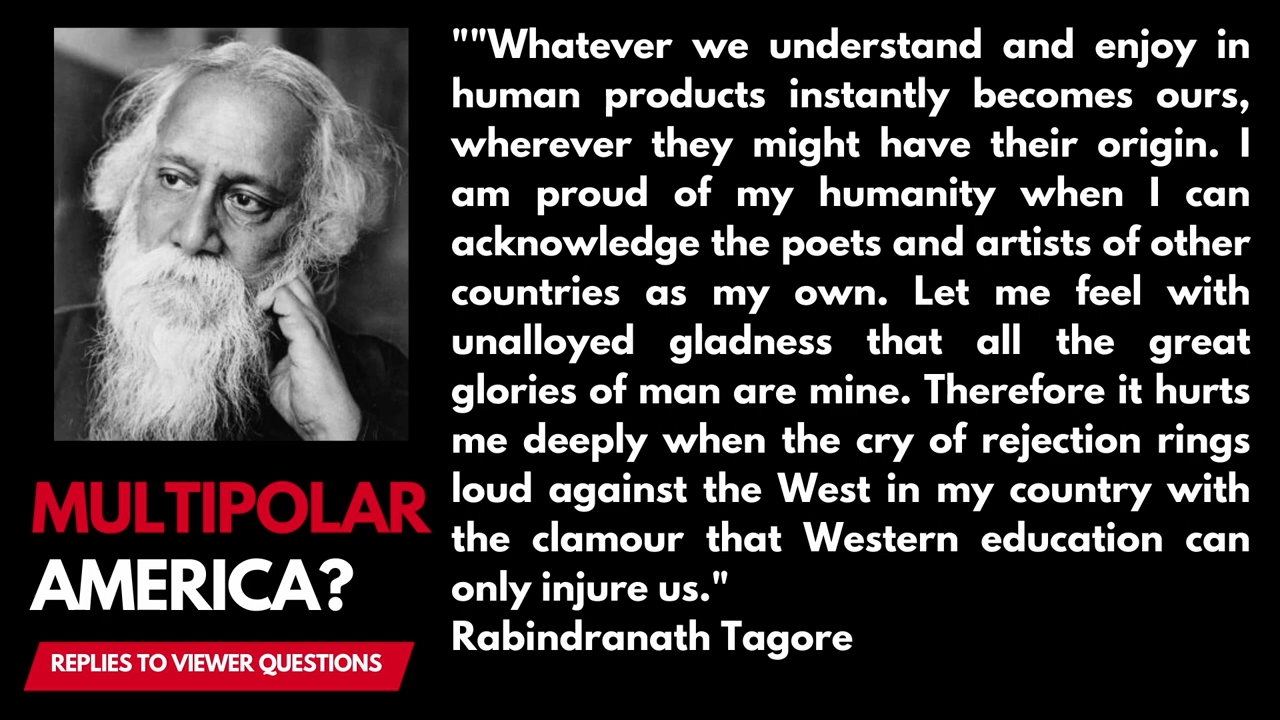 ""Whatever we understand and enjoy in
human products instantly becomes ours,
wherever they might have their origin. I
am proud of my humanity when I can
acknowledge the poets and artists of other
countries as my own. Let me feel with
unalloyed gladness that all the great
glories of man are mine. Therefore it hurts
me deeply when the cry of rejection rings
loud against the West in my country with
the clamour that Western education can
only injure us."
Rabindranath Tagore
MULTIPOLAR
AMERICA?
REPLIES TO VIEWER QUESTIONS